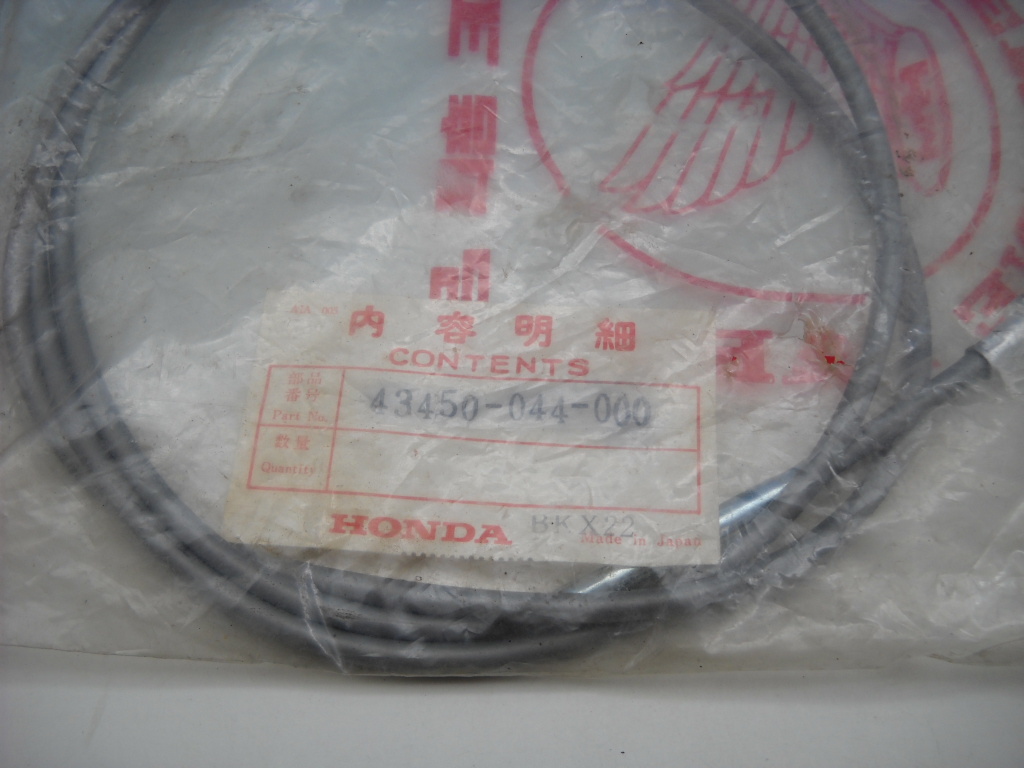 内容明細
CONTENTS
部品
番号
Part No.
43450-044-000
数量
Quantity
HONDA
BKX22
Made in Japan